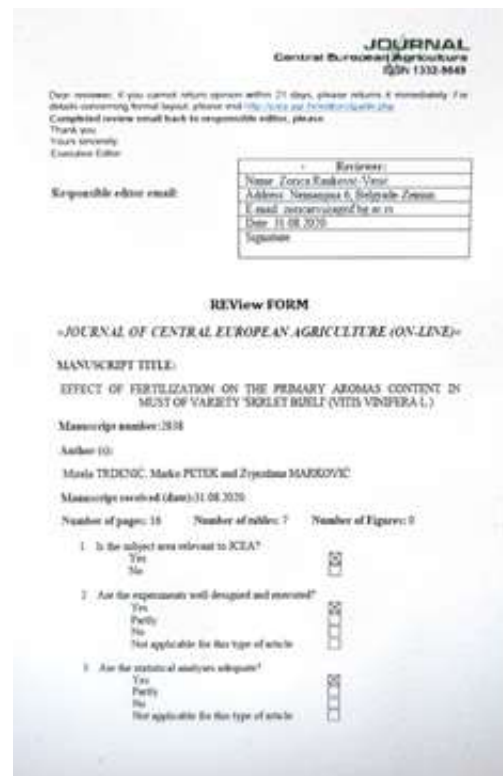 JOURNAL
Central European Agriculture
ISSN 1332-9049
Dear reviewer, if you cannot return opinion within 21 days, please returns it immediately. For
details concerning formal layout, please visit
Completed review email back to responsible editor, please
Thank you
Yours sincerely
Executive Editor
Reviewer:
Responsible editor email:
Name: Zorica
Address: Nemanjina 6, Belgrade-Zemun
E-mail:
Date: 31.08.2020
Signature
REView FORM
«JOURNAL OF CENTRAL EUROPEAN AGRICULTURE (ON-LINE)»
MANUSCRIPT TITLE:
EFFECT OF FERTILIZATION ON THE PRIMARY AROMAS CONTENT IN
MUST OF VARIETY 'SKRLET BIJELI' (VITIS VINIFERA L.)
Manuscript number:2838
Author (s):
Mirela TRDENIC, Marko PETEK and Zvjezdana MARKOVIC
Manuscript received (date):31.08.2020
Number of pages: 16 Number of tables: 7 Number of Figures: 0
1. Is the subject area relevant to JCEA?
Yes
No
2. Are the experiments well designed and executed?
Yes
Partly
No
Not applicable for this type of article
3. Are the statistical analyses adequate?
Yes
Partly
No
Not applicable for this type of article